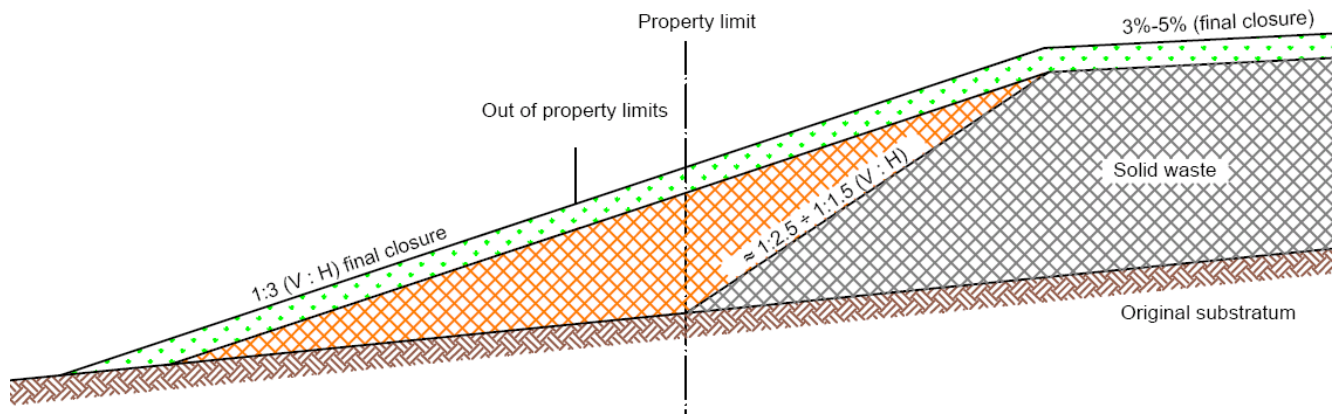 Property limit
3%-5% (final closure)
Out of property limits
≈ 1:2.5 ÷ 1:1.5 (V : H)
Solid waste
1:3 (V : H) final closure
Original substratum